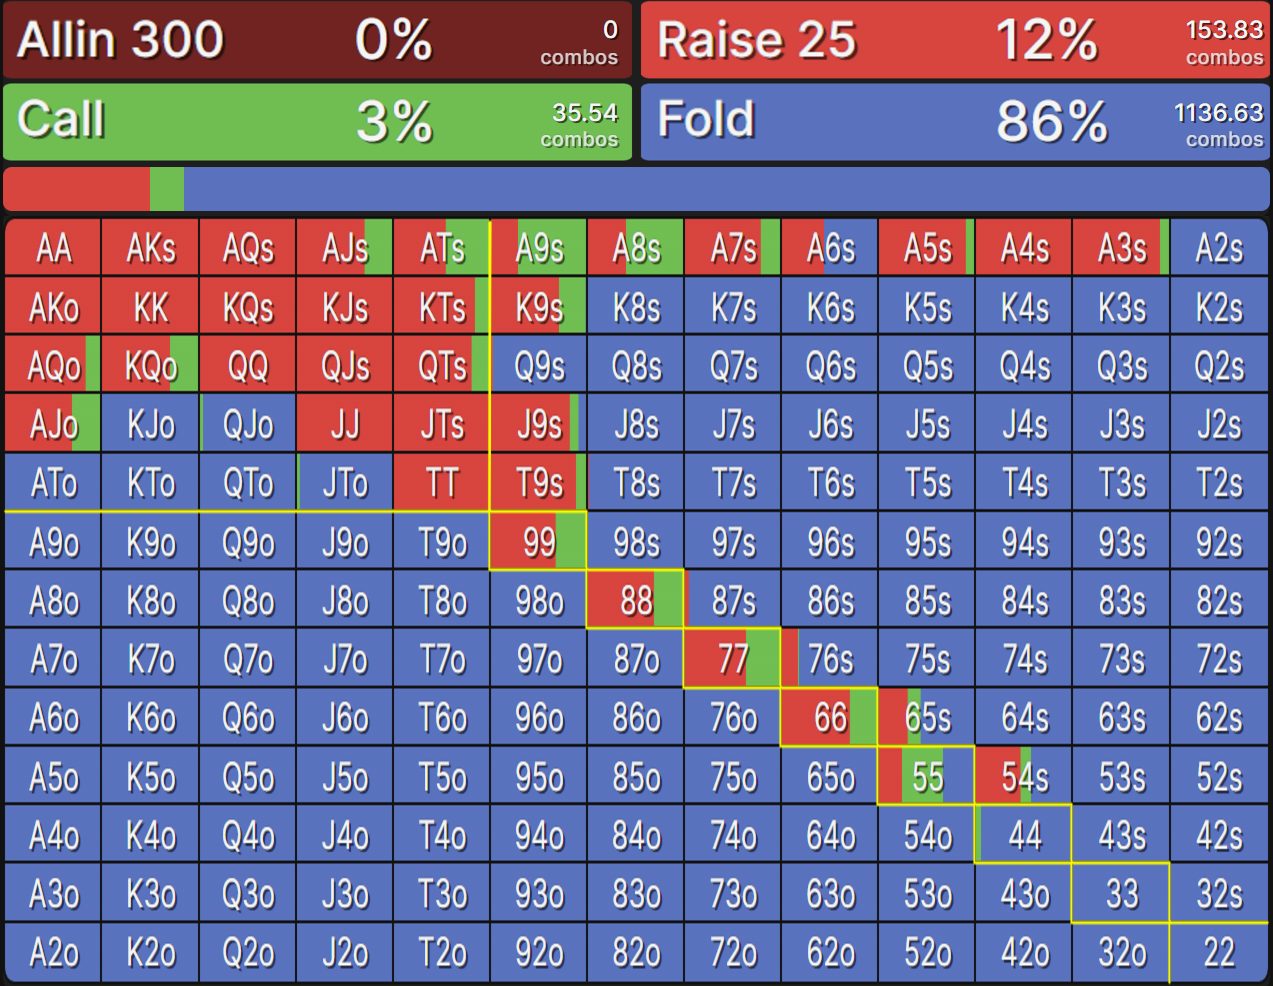 Allin 300 0% 0 combos Raise 25 12% 153.83 combos
Call 3% 35.54 combos Fold 86% 1136.63 combos
AA AKs AQs AJs ATs A9s A8s A7s A6s A5s A4s A3s A2s
AKo KK KQs KJs KTs K9s K8s K7s K6s K5s K4s K3s K2s
AQo KQo QQ QJs QTs Q9s Q8s Q7s Q6s Q5s Q4s Q3s Q2s
AJo KJo QJo JJ JTs J9s J8s J7s J6s J5s J4s J3s J2s
ATo KTo QTo JTo TT T9s T8s T7s T6s T5s T4s T3s T2s
A9o K9o Q9o J9o T9o 99 98s 97s 96s 95s 94s 93s 92s
A8o K8o Q8o J8o T8o 98o 88 87s 86s 85s 84s 83s 82s
A7o K7o Q7o J7o T7o 97o 87o 77 76s 75s 74s 73s 72s
A6o K6o Q6o J6o T6o 96o 86o 76o 66 65s 64s 63s 62s
A5o K5o Q5o J5o T5o 95o 85o 75o 65o 55 54s 53s 52s
A4o K4o Q4o J4o T4o 94o 84o 74o 64o 54o 44 43s 42s
A3o K3o Q3o J3o T3o 93o 83o 73o 63o 53o 43o 33 32s
A2o K2o Q2o J2o T2o 92o 82o 72o 62o 52o 42o 32o 22